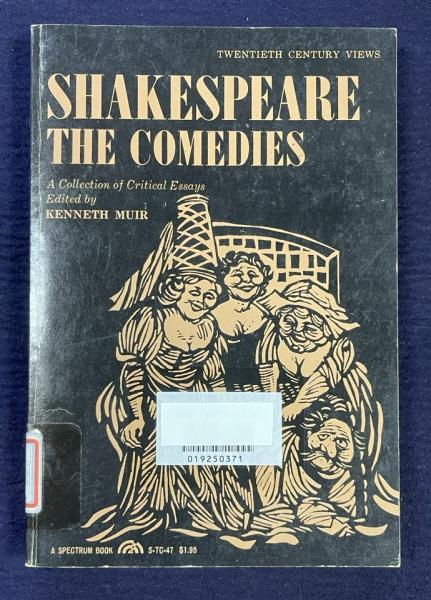 TWENTIETH CENTURY VIEWS
SHAKESPEARE
THE COMEDIES
A Collection of Critical Essays
Edited by
KENNETH MUIR
019250371
A SPECTRUM BOOK S-TC-47 $1.95